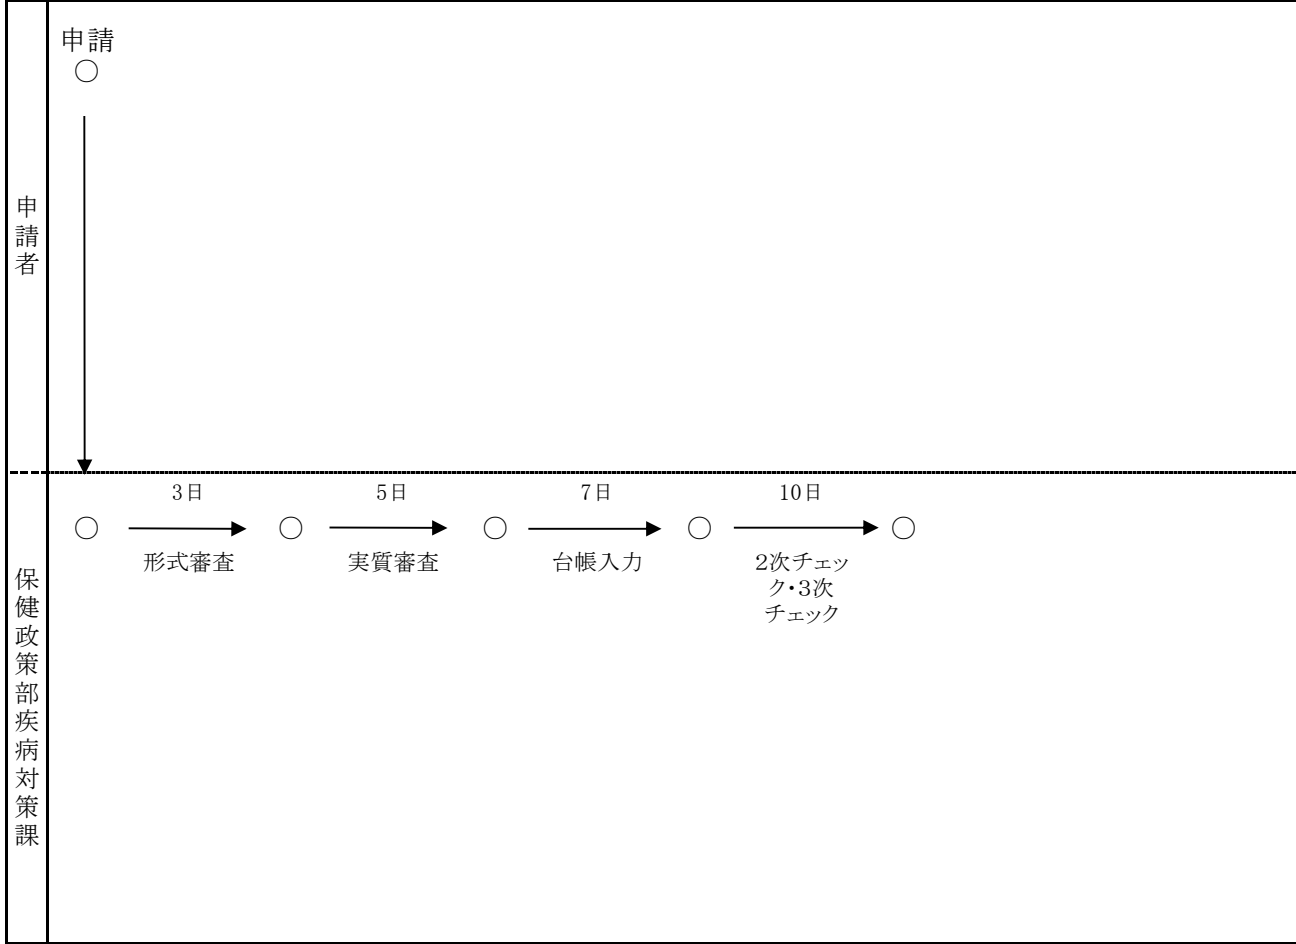 申請
申請者
3日
5日
7日
10日
形式審査
実質審査
台帳入力
2次チェッ
ク・3次
チェック
保健政策部疾病対策課